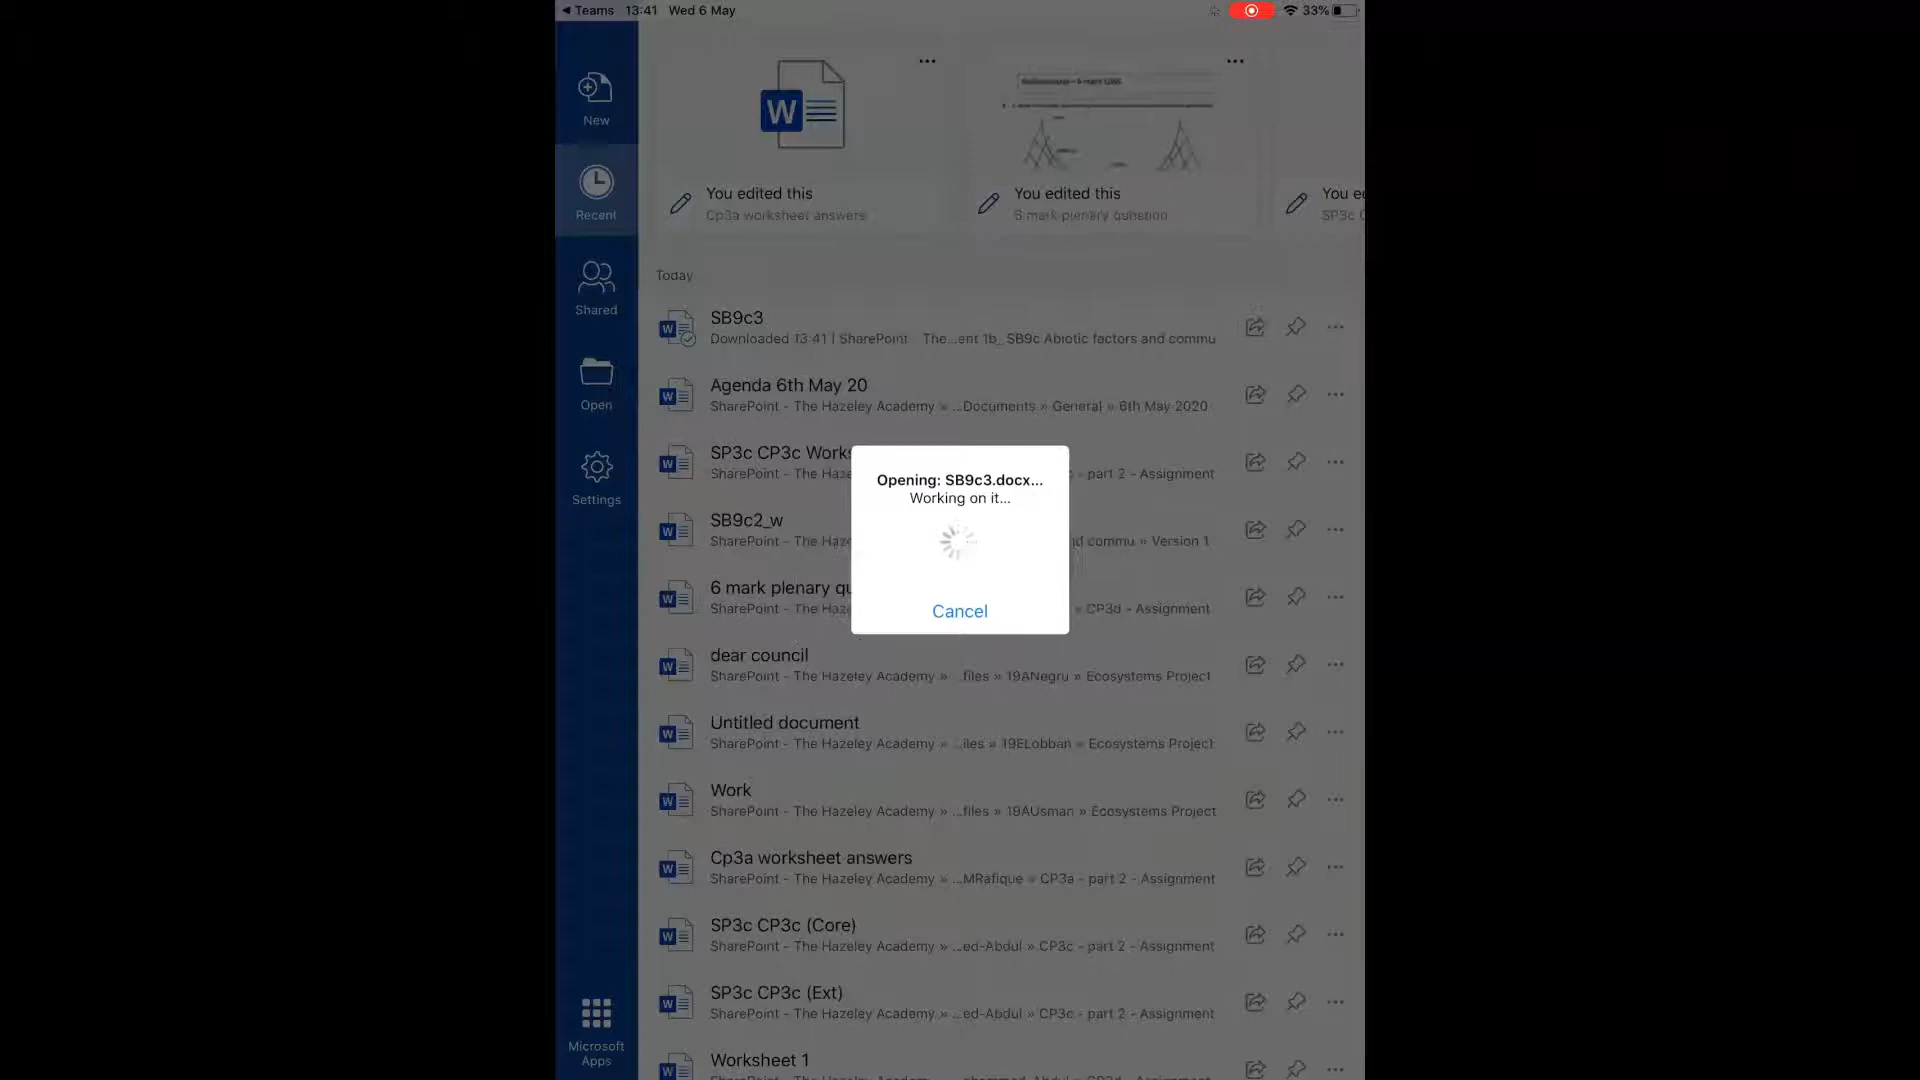 Teams 13:41 Wed 6 May
33%
New
Recent
Shared
Open
Settings
Microsoft
Apps
You edited this
Cp3a worksheet answers
You edited this
6 mark plenary question
You e
SP3c C
Today
SB9c3
Downloaded 13:41 | SharePoint - The...ent 1b_ SB9c Abiotic factors and commu
Agenda 6th May 20
SharePoint - The Hazeley Academy » ...Documents » General » 6th May 2020
SP3c CP3c Works
SharePoint - The Haze - part 2 - Assignment
SB9c2_w
SharePoint - The Haze nd commu » Version 1
6 mark plenary qu
SharePoint - The Haze » CP3d - Assignment
dear council
SharePoint - The Hazeley Academy » ...files » 19ANegru » Ecosystems Project
Untitled document
SharePoint - The Hazeley Academy » ...iles » 19ELobban » Ecosystems Project
Work
SharePoint - The Hazeley Academy » ...files » 19AUsman » Ecosystems Project
Cp3a worksheet answers
SharePoint - The Hazeley Academy » ...MRafique » CP3a - part 2 - Assignment
SP3c CP3c (Core)
SharePoint - The Hazeley Academy » ...ed-Abdul » CP3c - part 2 - Assignment
SP3c CP3c (Ext)
SharePoint - The Hazeley Academy » ...ed-Abdul » CP3c - part 2 - Assignment
Worksheet 1
Opening: SB9c3.docx...
Working on it...
Cancel